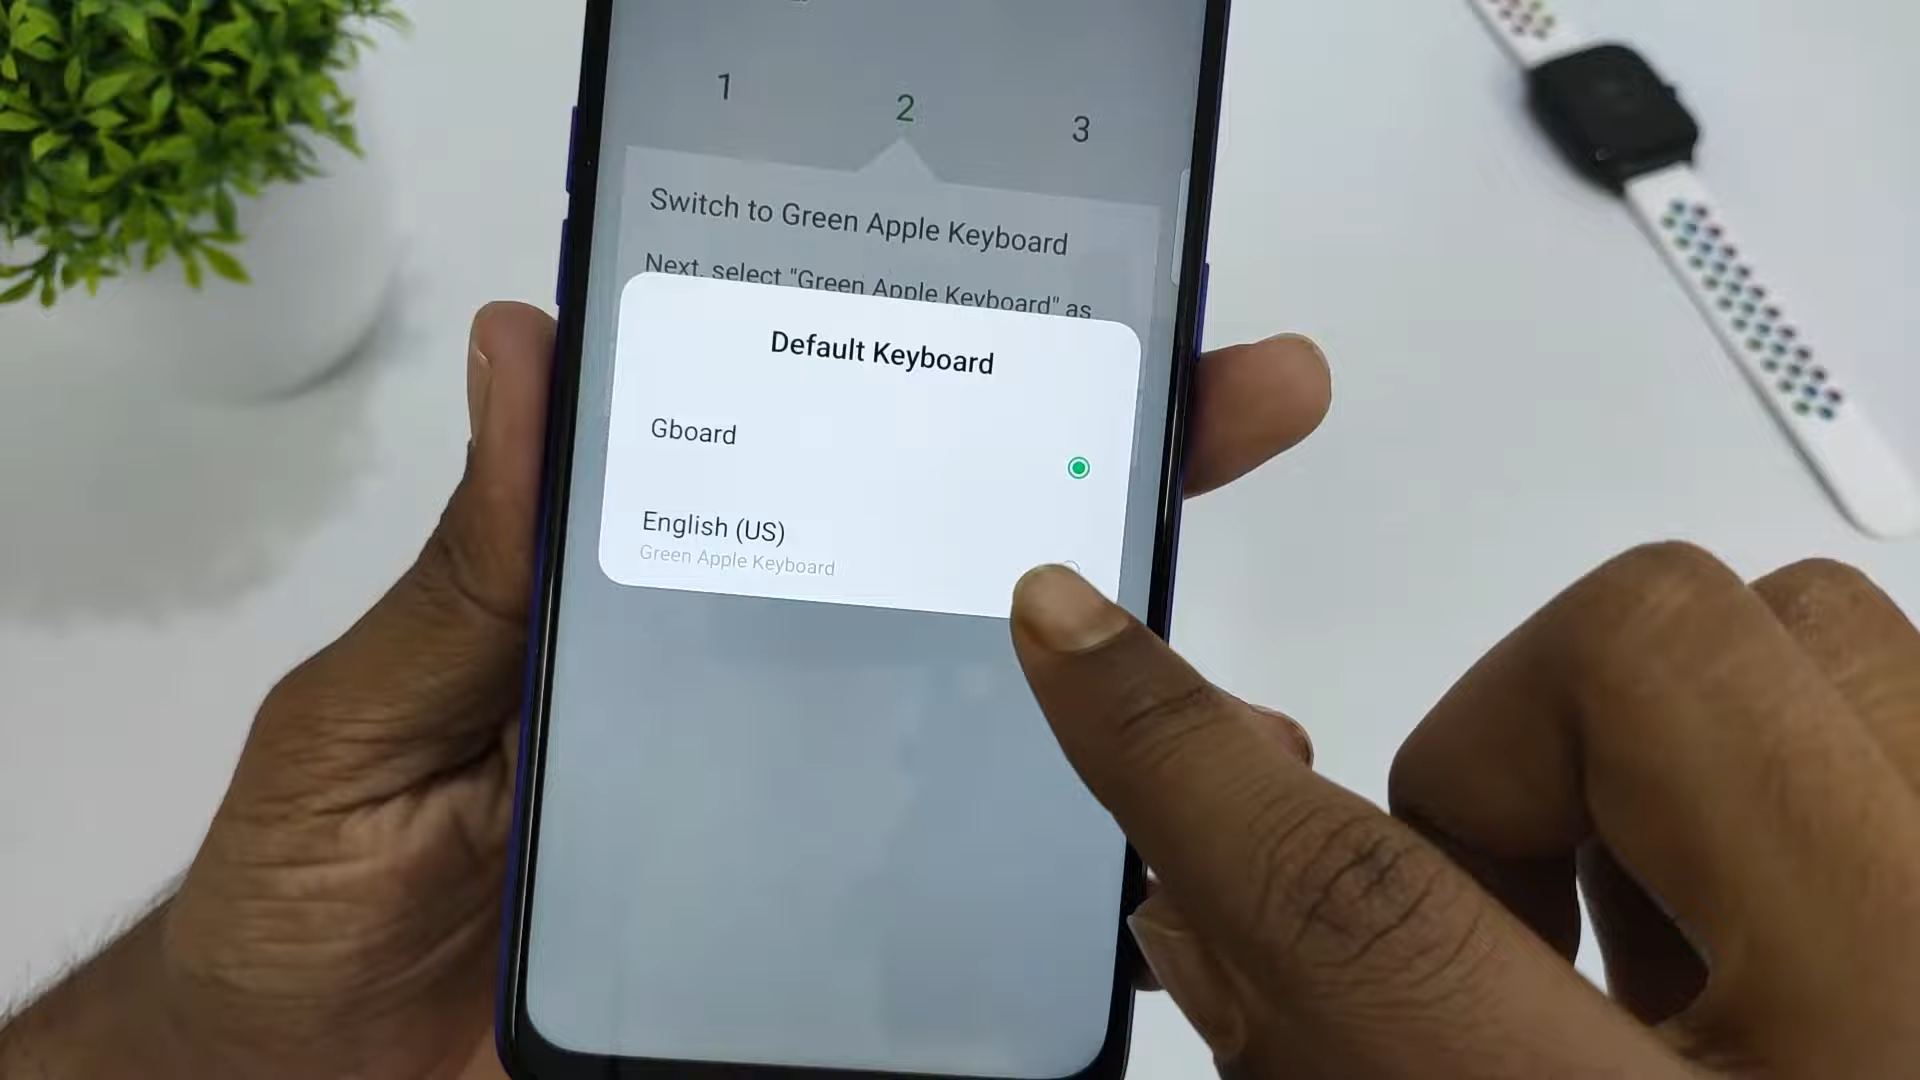 1
2
3
Switch to Green Apple Keyboard
Next, select "Green Apple Keyboard" as
Default Keyboard
Gboard
English (US)
Green Apple Keyboard